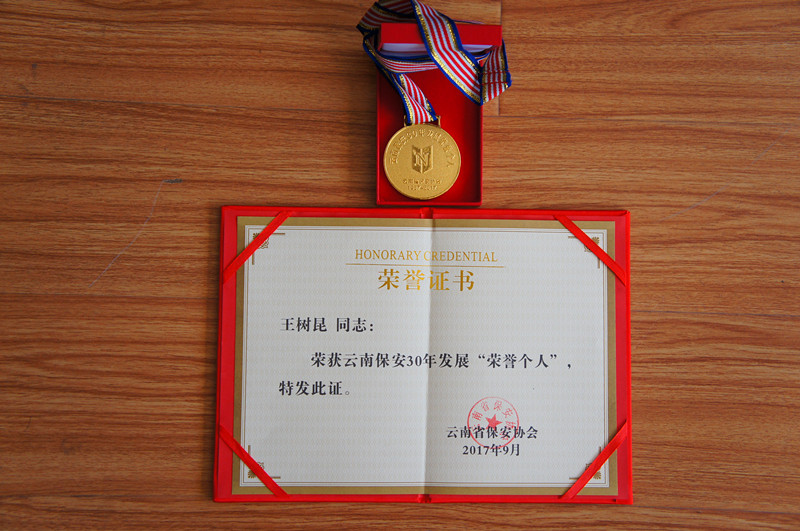 HONORARY CREDENTIAL
荣誉证书
王树昆 同志：
荣获云南保安30年发展“荣誉个人”，
特发此证。
云南省保安协会
2017年9月